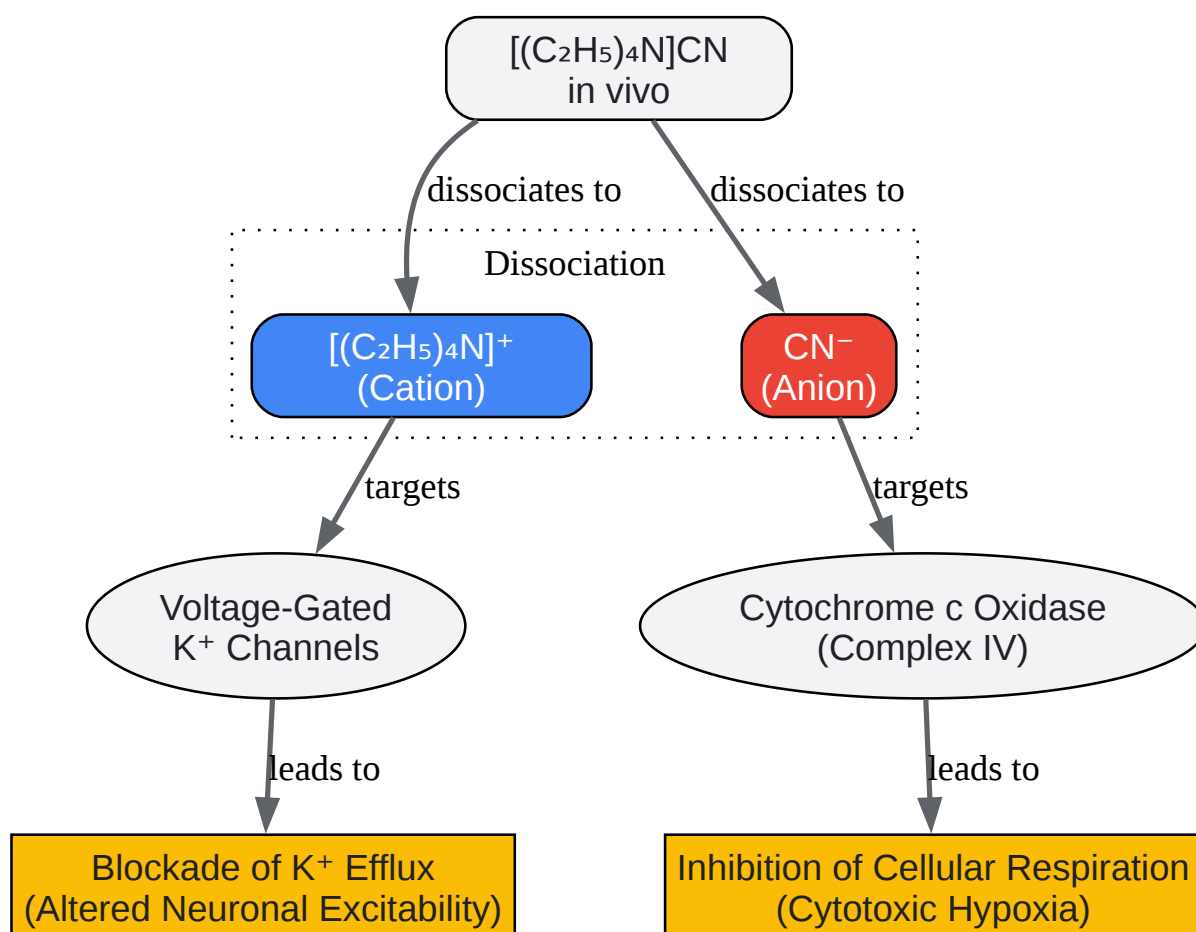 [(C₂H₅)₄N]CN
in vivo
dissociates to
dissociates to
Dissociation
[(C₂H₅)₄N]⁺
(Cation)
CN⁻
(Anion)
targets
targets
Voltage-Gated
K⁺ Channels
Cytochrome c Oxidase
(Complex IV)
leads to
leads to
Blockade of K⁺ Efflux
(Altered Neuronal Excitability)
Inhibition of Cellular Respiration
(Cytotoxic Hypoxia)